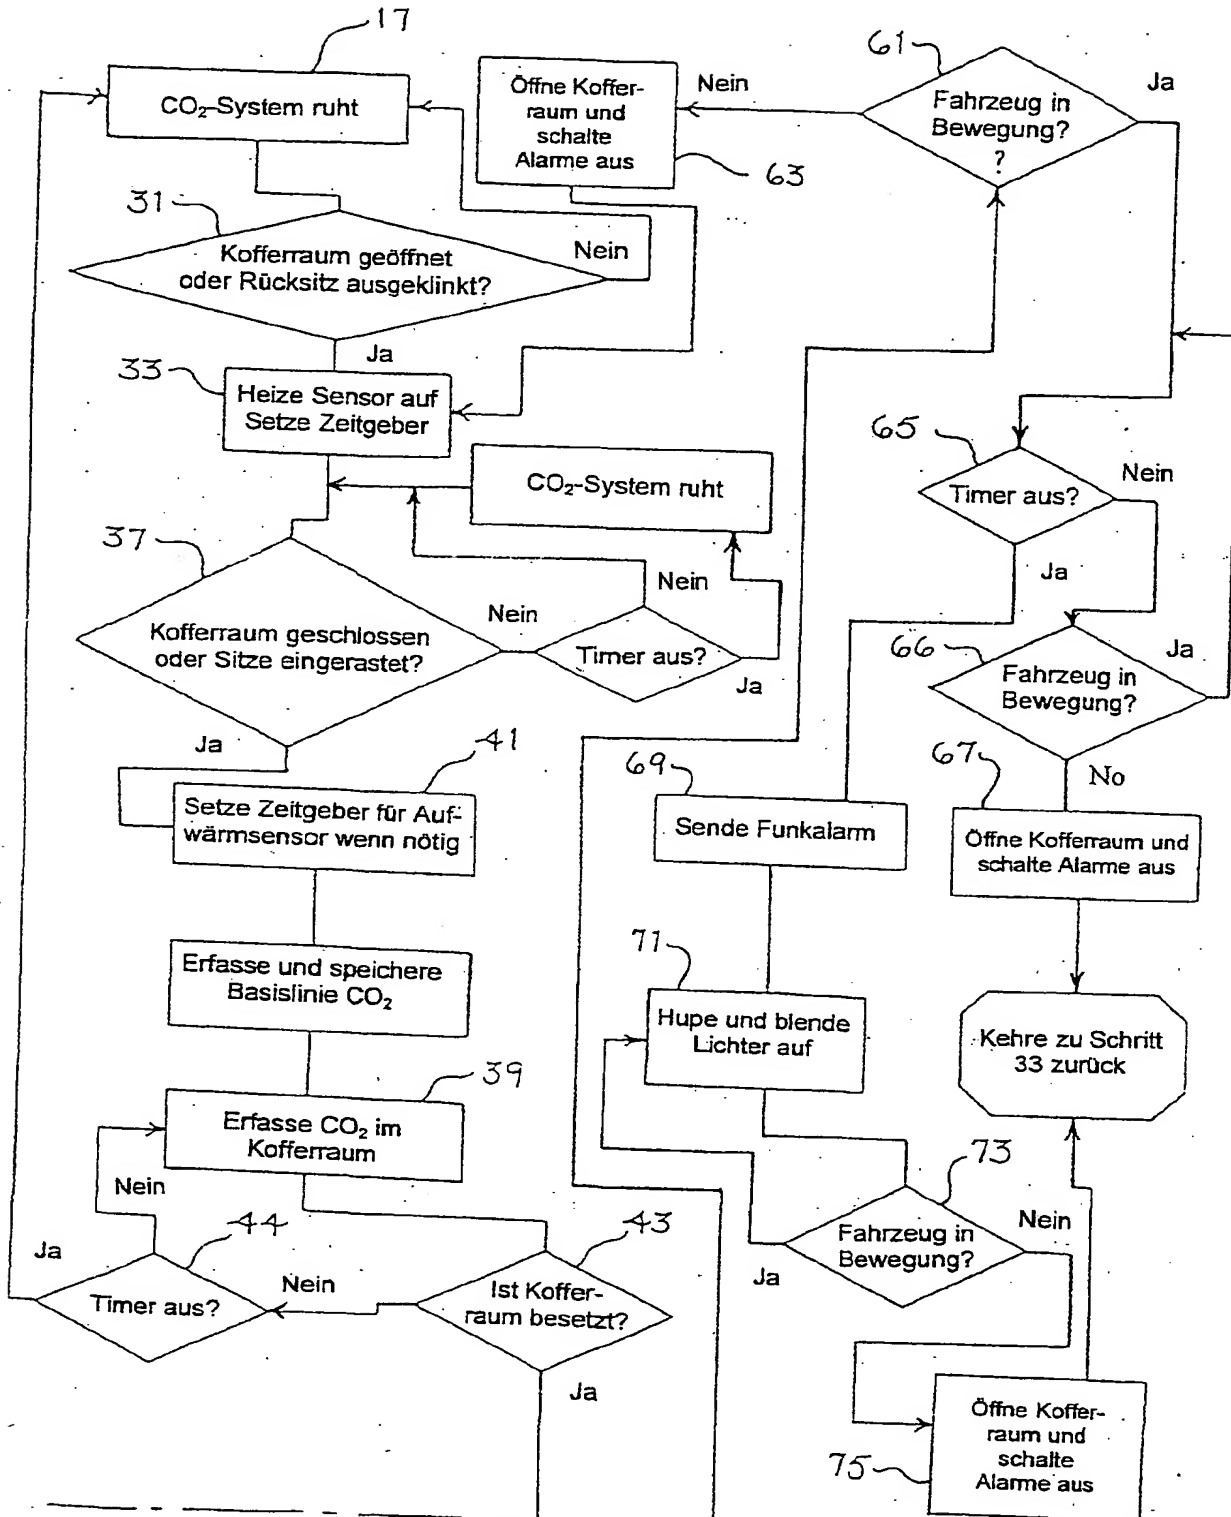 17
CO₂-System ruht
31
Kofferraum geöffnet
oder Rücksitz ausgeklinkt?
Nein
Ja
33
Heize Sensor auf
Setze Zeitgeber
CO₂-System ruht
37
Kofferraum geschlossen
oder Sitze eingerastet?
Nein
Timer aus?
Nein
Ja
Ja
41
Setze Zeitgeber für Auf-
wärmsensor wenn nötig
Erfasse und speichere
Basislinie CO₂
39
Erfasse CO₂ im
Kofferraum
Nein
44
Ja
Timer aus?
Nein
43
Ist Koffer-
raum besetzt?
Ja
Öffne Koffer-
raum und
schalte
Alarme aus
63
Nein
61
Fahrzeug in
Bewegung?
?
Ja
65
Timer aus?
Nein
Ja
66
Fahrzeug in
Bewegung?
Ja
No
67
Öffne Kofferraum und
schalte Alarme aus
69
Sende Funkalarm
71
Hupe und blende
Lichter auf
Kehre zu Schritt
33 zurück
73
Fahrzeug in
Bewegung?
Nein
Ja
75
Öffne Koffer-
raum und
schalte
Alarme aus